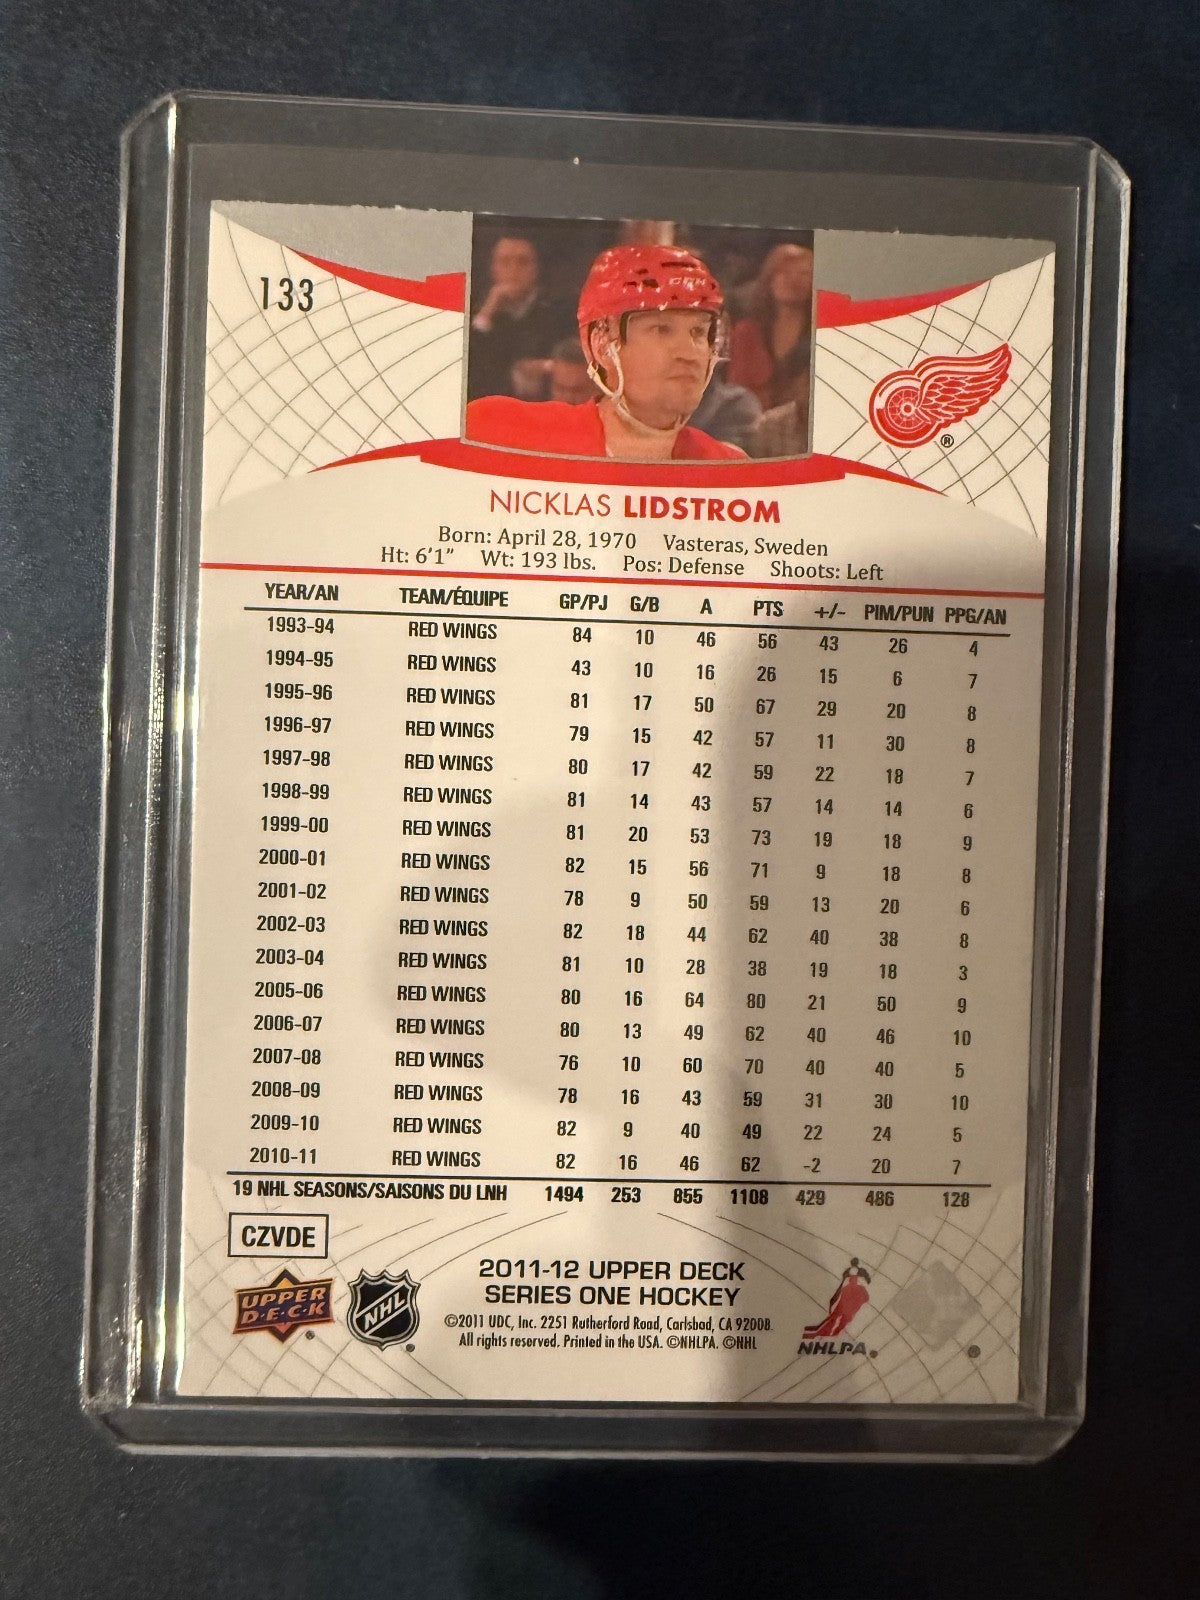 133
CCM
®
NICKLAS LIDSTROM
Born: April 28, 1970 Vasteras, Sweden
Ht: 6'1" Wt: 193 lbs. Pos: Defense Shoots: Left
YEAR/AN TEAM/ÉQUIPE GP/PJ G/B A PTS +/- PIM/PUN PPG/AN
1993-94 RED WINGS 84 10 46 56 43 26 4
1994-95 RED WINGS 43 10 16 26 15 6 7
1995-96 RED WINGS 81 17 50 67 29 20 8
1996-97 RED WINGS 79 15 42 57 11 30 8
1997-98 RED WINGS 80 17 42 59 22 18 7
1998-99 RED WINGS 81 14 43 57 14 14 6
1999-00 RED WINGS 81 20 53 73 19 18 9
2000-01 RED WINGS 82 15 56 71 9 18 8
2001-02 RED WINGS 78 9 50 59 13 20 6
2002-03 RED WINGS 82 18 44 62 40 38 8
2003-04 RED WINGS 81 10 28 38 19 18 3
2005-06 RED WINGS 80 16 64 80 21 50 9
2006-07 RED WINGS 80 13 49 62 40 46 10
2007-08 RED WINGS 76 10 60 70 40 40 5
2008-09 RED WINGS 78 16 43 59 31 30 10
2009-10 RED WINGS 82 9 40 49 22 24 5
2010-11 RED WINGS 82 16 46 62 -2 20 7
19 NHL SEASONS/SAISONS DU LNH 1494 253 855 1108 429 486 128
CZVDE
UPPER
D·E·C·K
NHL
2011-12 UPPER DECK
SERIES ONE HOCKEY
©2011 UDC, Inc. 2251 Rutherford Road, Carlsbad, CA 92008.
All rights reserved. Printed in the USA. ©NHLPA. ©NHL
NHLPA